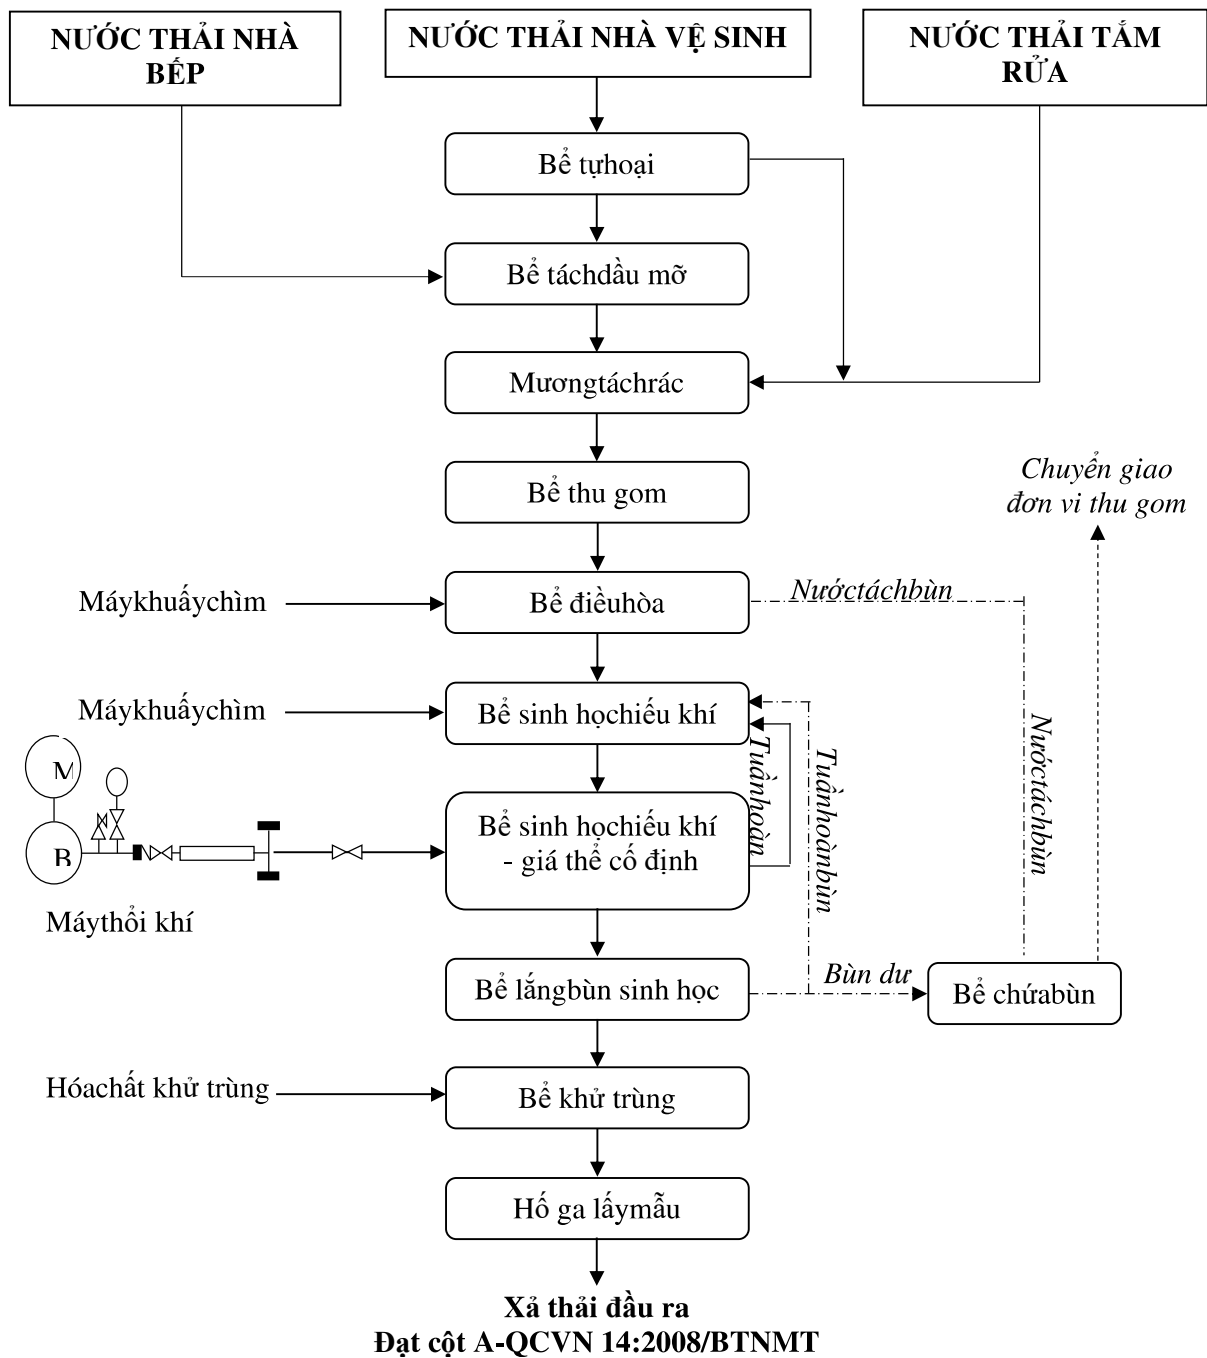 NƯỚC THẢI NHÀ
BẾP
NƯỚC THẢI NHÀ VỆ SINH
NƯỚC THẢI TẮM
RỬA
Bể tựhoại
Bể táchdầu mỡ
Mươngtáchrác
Bể thu gom
Chuyển giao
đơn vi thu gom
Máykhuấychìm
Bể điềuhòa
Nướctáchbùn
Máykhuấychìm
Bể sinh họchiếu khí
Tuầnhoàn
Tuầnhoànbùn
Nướctáchbùn
M
B
Máythổi khí
Bể sinh họchiếu khí
- giá thể cố định
Bể lắngbùn sinh học
Bùn dư
Bể chứabùn
Hóachất khử trùng
Bể khử trùng
Hố ga lấymẫu
Xả thải đầu ra
Đạt cột A-QCVN 14:2008/BTNMT